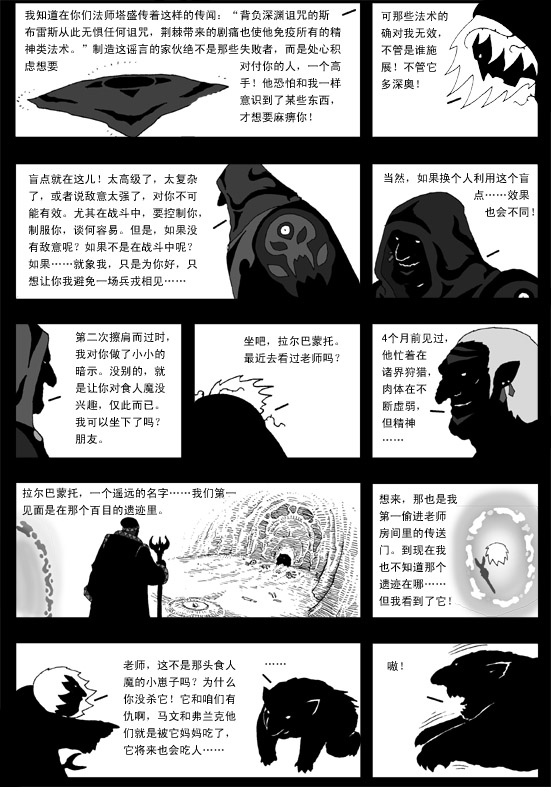 我知道在你们法师塔盛传着这样的传闻：“背负深渊诅咒的斯
布雷斯从此无惧任何诅咒，荆棘带来的剧痛也使他免疫所有的精
神类法术。”制造这谣言的家伙绝不是那些失败者，而是处心积
虑想要
对付你的人，一个高
手！他恐怕和我一样
意识到了某些东西，
才想要麻痹你！
可那些法术的
确对我无效，
不管是谁施
展！不管它
多深奥！
盲点就在这儿！太高级了，太复杂
了，或者说敌意太强了，对你不可
能有效。尤其在战斗中，要控制你，
制服你，谈何容易。但是，如果没
有敌意呢？如果不是在战斗中呢？
如果……就象我，只是为你好，只
想让你我避免一场兵戎相见……
当然，如果换个人利用这个盲
点……效果
也会不同！
第二次擦肩而过时，
我对你做了小小的
暗示。没别的，就
是让你对食人魔没
兴趣，仅此而已。
我可以坐下了吗？
朋友。
坐吧，拉尔巴蒙托。
最近去看过老师吗？
4个月前见过，
他忙着在
诸界狩猎，
肉体在不
断虚弱，
但精神
……
拉尔巴蒙托，一个遥远的名字……我们第一
次见面是在那个百目的遗迹里。
想来，那也是我
第一偷进老师
房间里的传送
门。到现在我
也不知道那个
遗迹在哪……
但我看到了它！
老师，这不是那头食人
魔的小崽子吗？为什么
你没杀它！它和咱们有
仇啊，马文和弗兰克他
们就是被它妈妈吃了，
它将来也会吃人……
……
嗷！